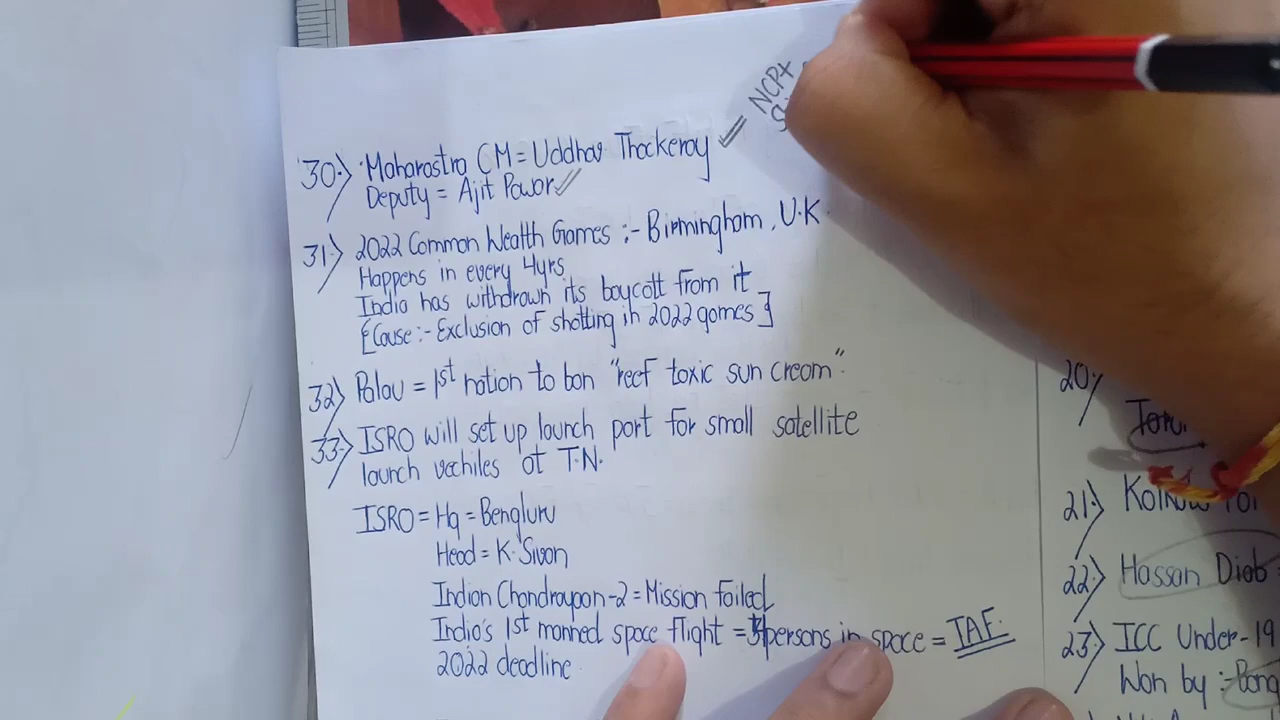 NCP+
30.) Maharastra CM = Uddhav Thackeray
Deputy = Ajit Pawar
31.) 2022 Common Wealth Games :- Birmingham, U.K.
Happens in every 4yrs
India has withdrawn its boycott from it
[Cause :- Exclusion of shotting in 2022 games]
32.) Palau = 1st nation to ban "reef toxic sun cream".
33.) ISRO will set up launch port for small satellite
launch vechiles at T.N.
ISRO = Hq = Bengluru
Head = K. Sivan
Indian Chandrayaan-2 = Mission Failed
India's 1st manned space flight = persons in space = IAF.
2022 deadline.
20.)
21.)
22.) Hassan Diab
23.) ICC Under-19
Won by :-